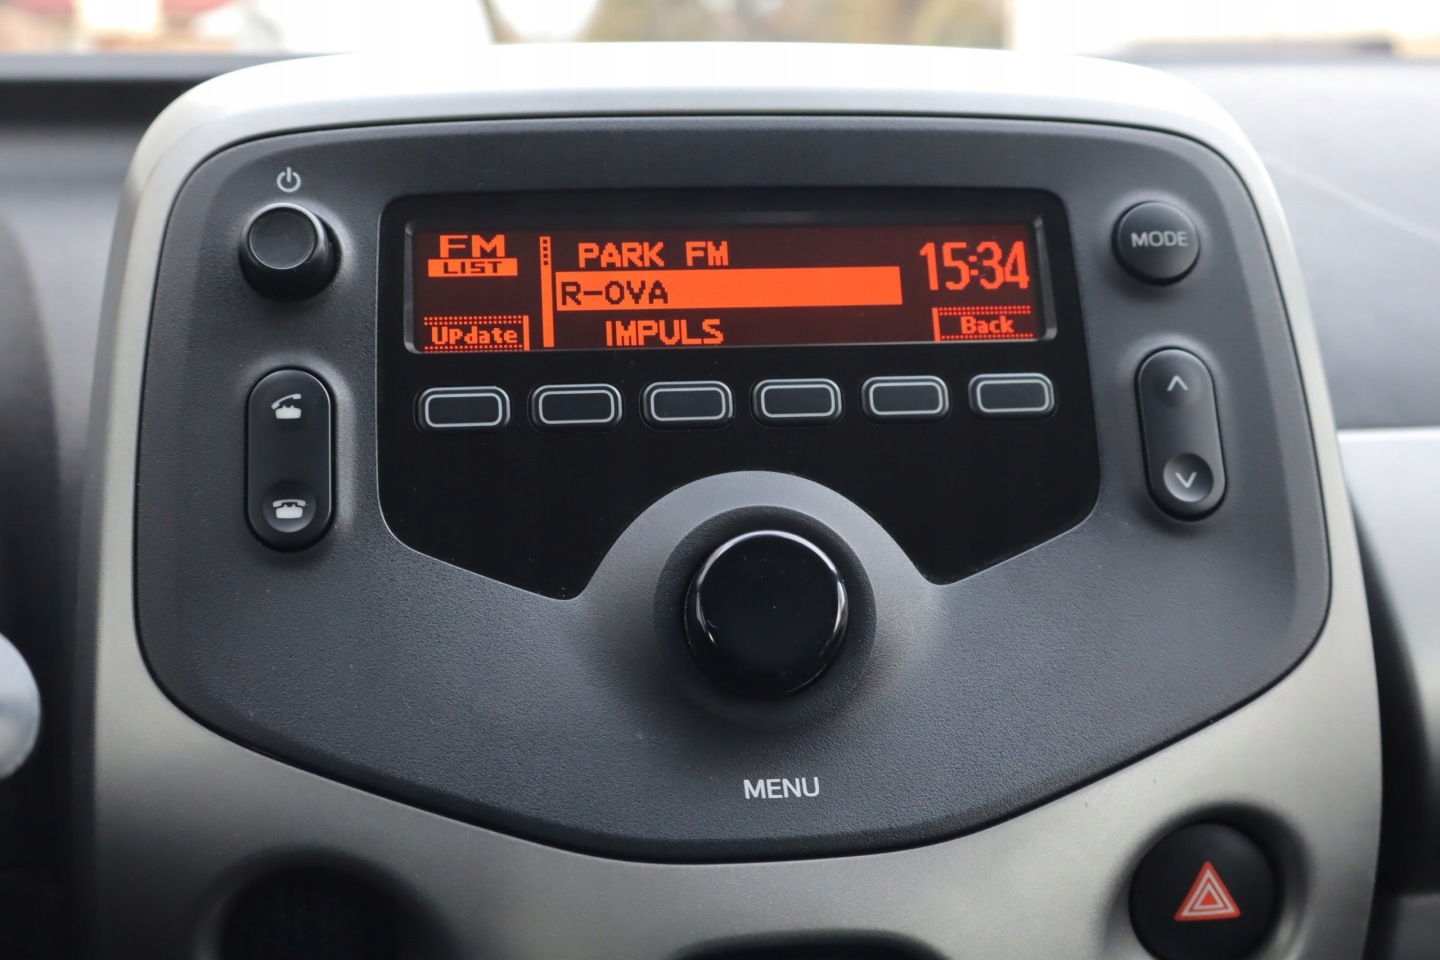 FM
LIST
PARK FM
R-OVA
IMPULS
15:34
UPdate
Back
MODE
MENU